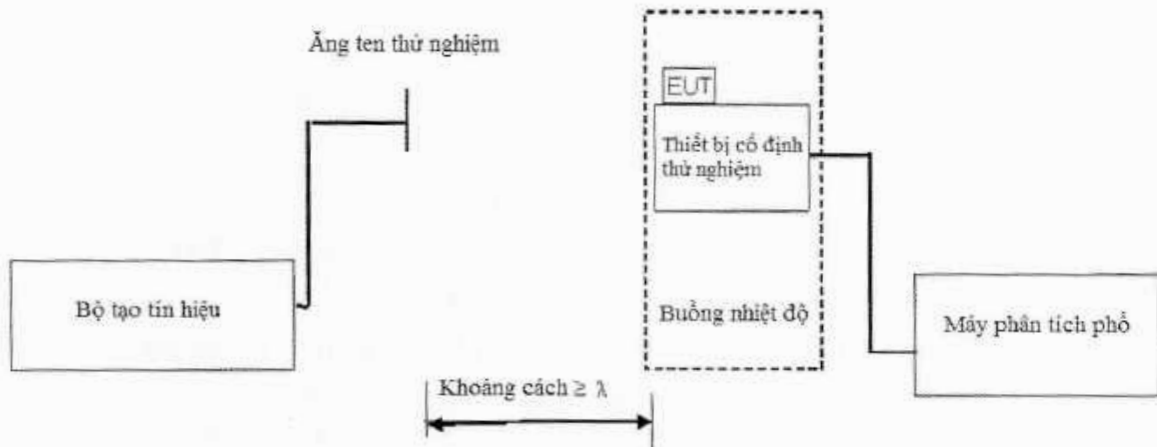 Ăng ten thử nghiệm
EUT
Thiết bị cố định
thử nghiệm
Bộ tạo tín hiệu
Buồng nhiệt độ
Máy phân tích phổ
Khoảng cách ≥ λ